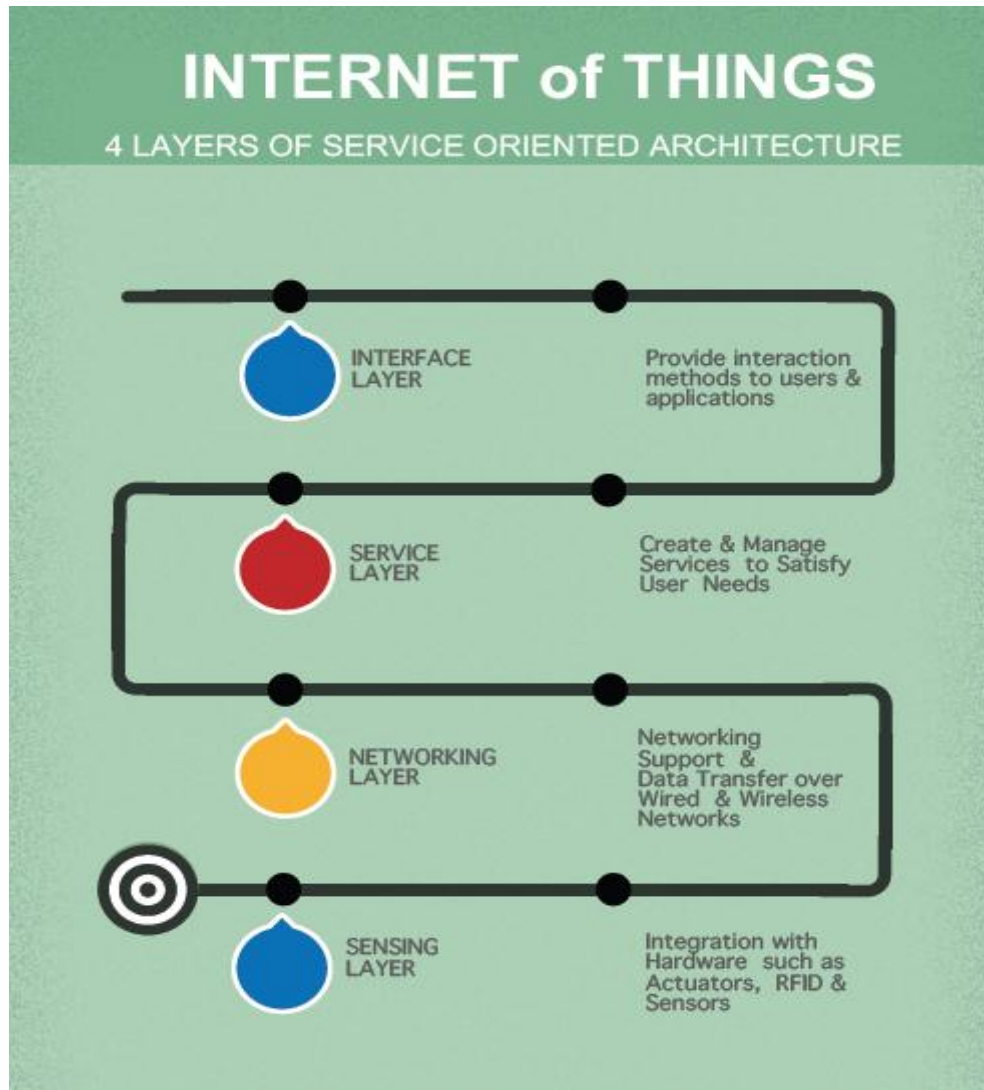 INTERNET of THINGS
4 LAYERS OF SERVICE ORIENTED ARCHITECTURE
INTERFACE
LAYER
Provide interaction
methods to users &
applications
SERVICE
LAYER
Create & Manage
Services to Satisfy
User Needs
NETWORKING
LAYER
Networking
Support &
Data Transfer over
Wired & Wireless
Networks
SENSING
LAYER
Integration with
Hardware such as
Actuators, RFID &
Sensors